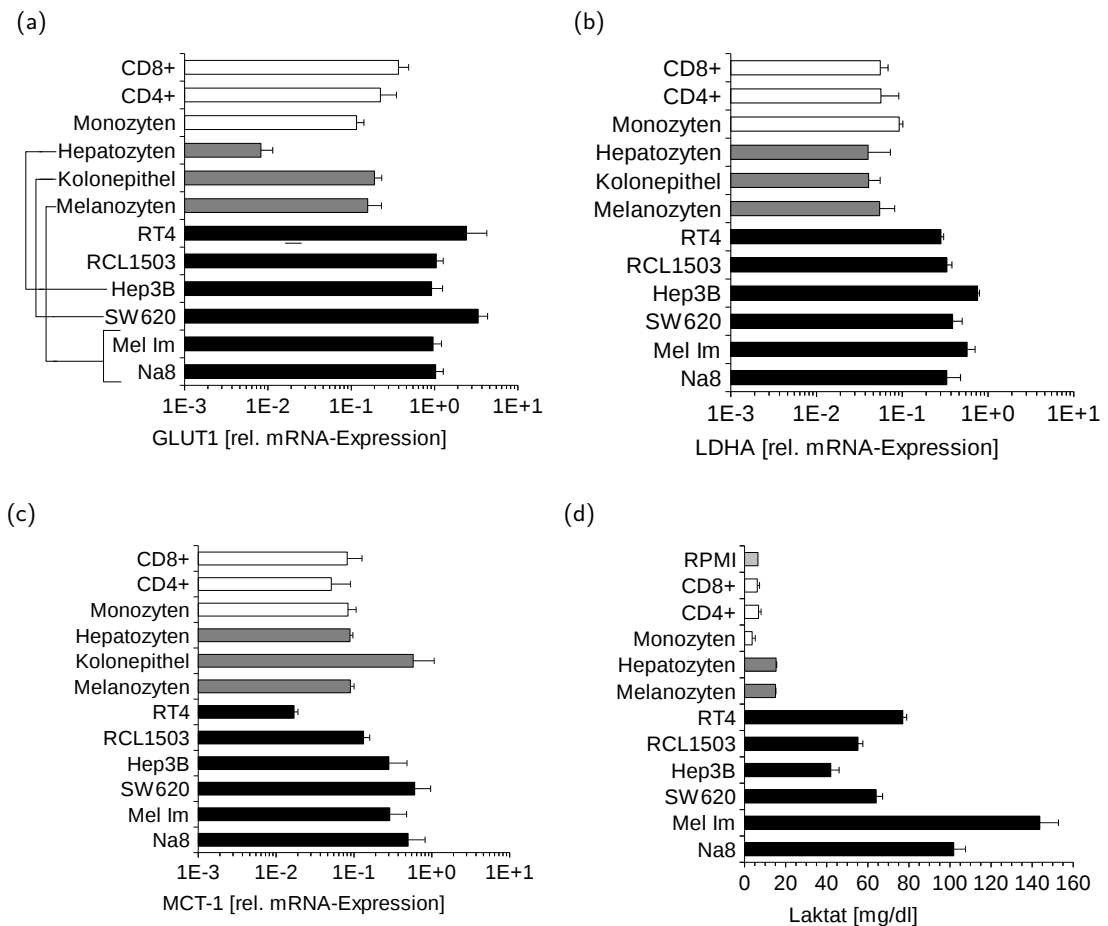 (a)
CD8+
CD4+
Monozyten
Hepatozyten
Kolonepithel
Melanozyten
RT4
RCL1503
Hep3B
SW620
Mel Im
Na8
1E-3 1E-2 1E-1 1E+0 1E+1
GLUT1 [rel. mRNA-Expression]
(b)
CD8+
CD4+
Monozyten
Hepatozyten
Kolonepithel
Melanozyten
RT4
RCL1503
Hep3B
SW620
Mel Im
Na8
1E-3 1E-2 1E-1 1E+0 1E+1
LDHA [rel. mRNA-Expression]
(c)
CD8+
CD4+
Monozyten
Hepatozyten
Kolonepithel
Melanozyten
RT4
RCL1503
Hep3B
SW620
Mel Im
Na8
1E-3 1E-2 1E-1 1E+0 1E+1
MCT-1 [rel. mRNA-Expression]
(d)
RPMI
CD8+
CD4+
Monozyten
Hepatozyten
Melanozyten
RT4
RCL1503
Hep3B
SW620
Mel Im
Na8
0 20 40 60 80 100 120 140 160
Laktat [mg/dl]